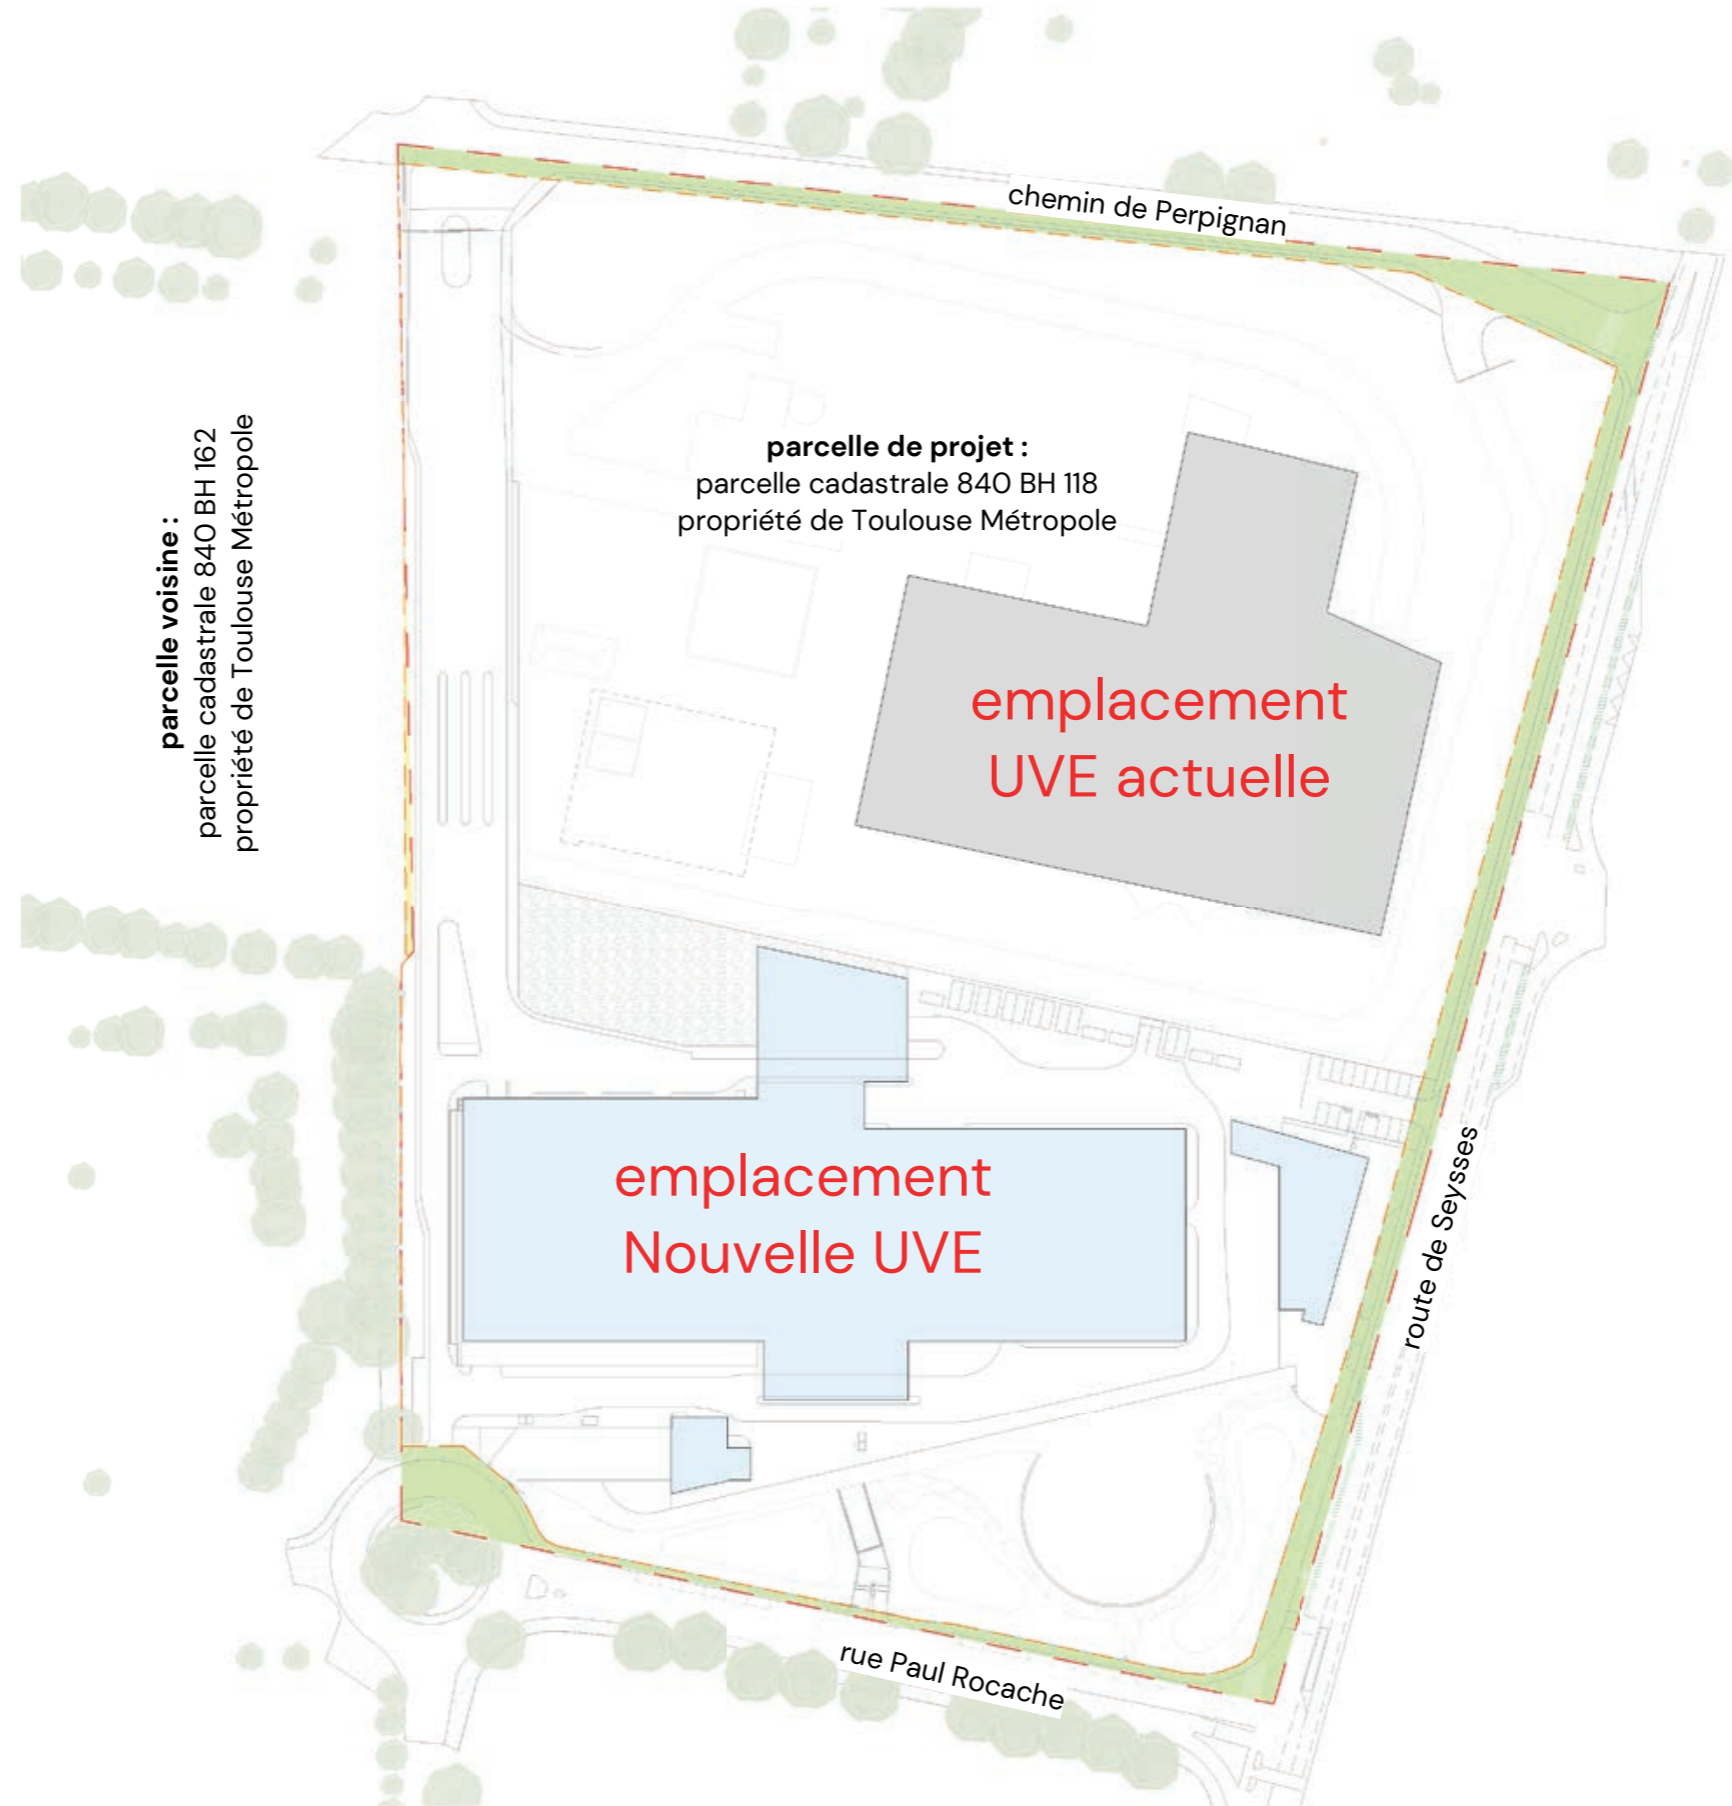 chemin de Perpignan
parcelle de projet :
parcelle cadastrale 840 BH 118
propriété de Toulouse Métropole
parcelle voisine :
parcelle cadastrale 840 BH 162
propriété de Toulouse Métropole
emplacement
UVE actuelle
emplacement
Nouvelle UVE
route de Seysses
rue Paul Rocache